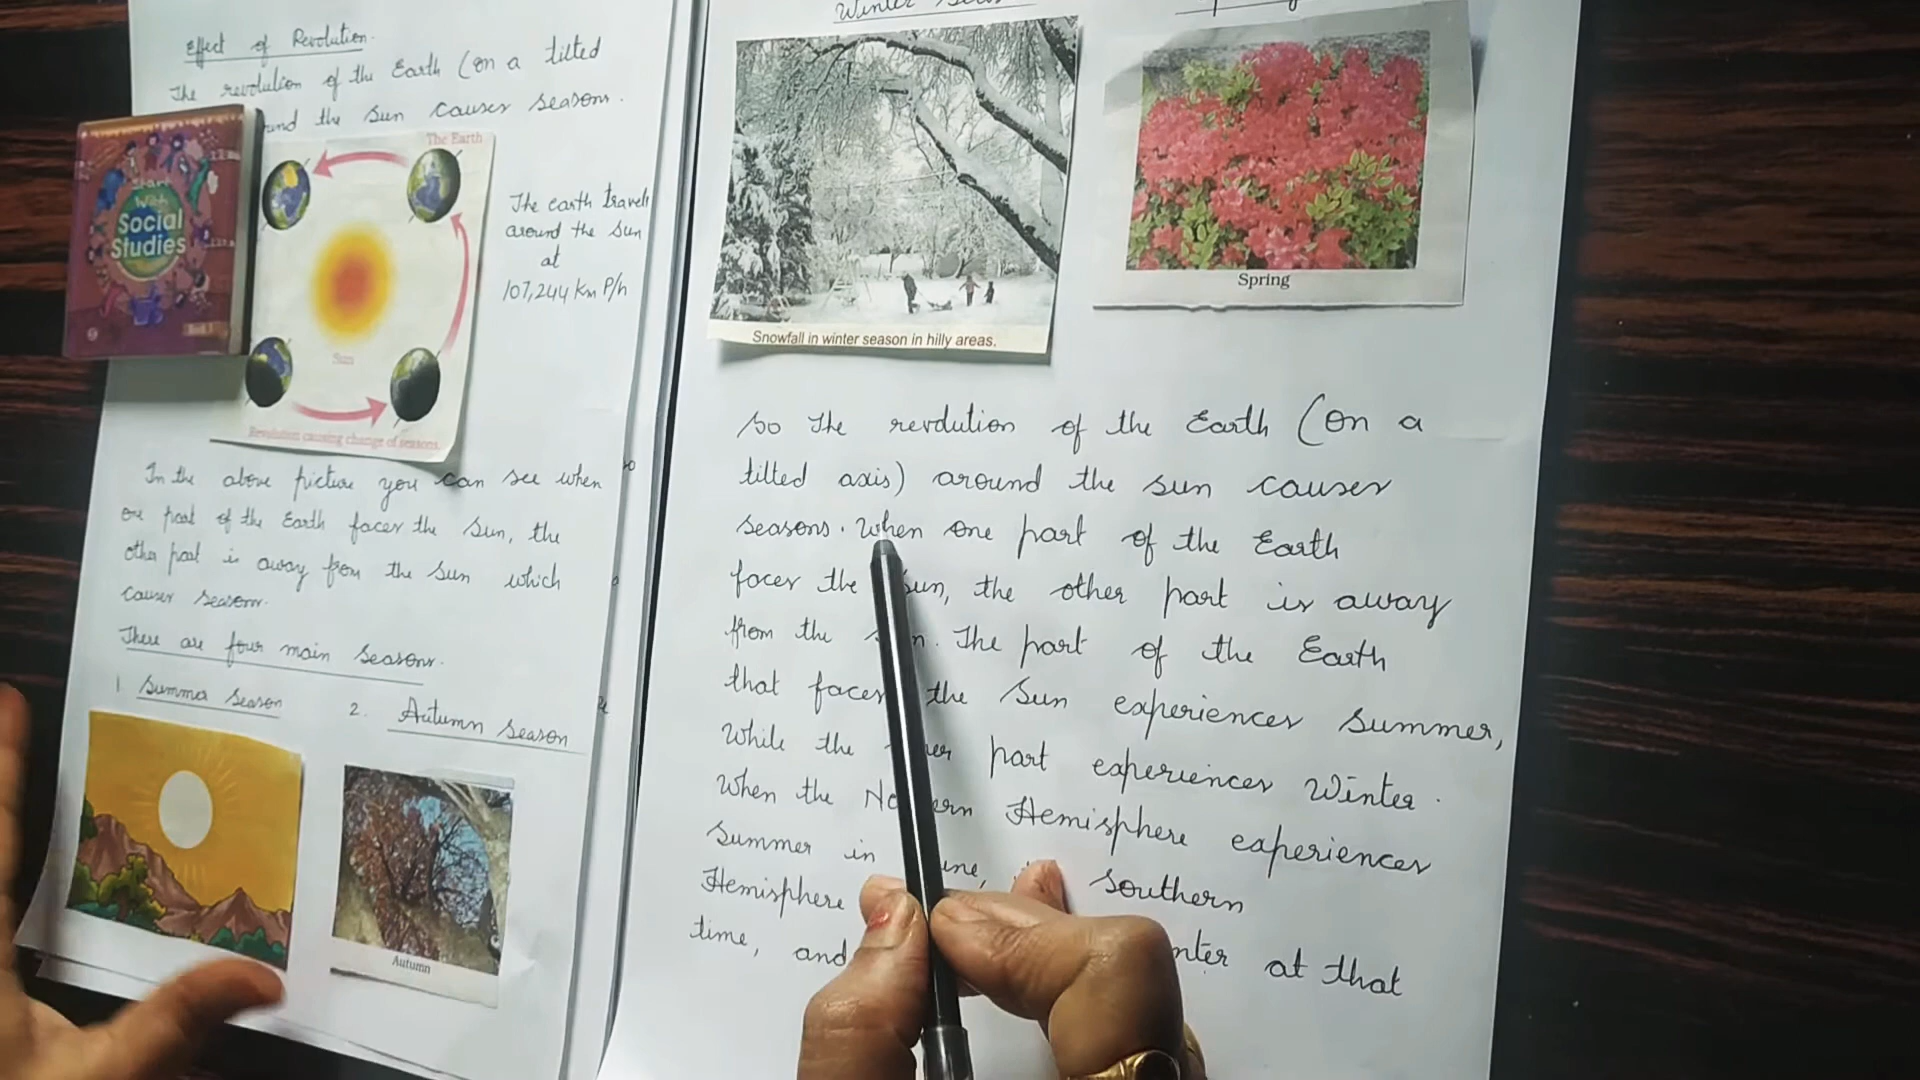 Effect of Revolution.
The revolution of the Earth (on a tilted
the sun causes seasons.
With
Social
Studies
The Earth
Sun
Revolution causing change of seasons.
The earth travels
around the sun
at
107,244 Km P/h
In the above picture you can see when
one part of the Earth faces the sun, the
other part is away from the sun which
causes seasons.
There are four main seasons.
1 Summer season
2. Autumn season
Autumn
Winter
Snowfall in winter season in hilly areas.
Spring
So the revolution of the Earth (on a
tilted axis) around the sun causes
seasons. When one part of the Earth
faces the sun, the other part is away
from the sun. The part of the Earth
that faces the sun experiences summer,
while the part experiences Winter.
When the Hemisphere experiences
summer in Southern
Hemisphere
time, and at that